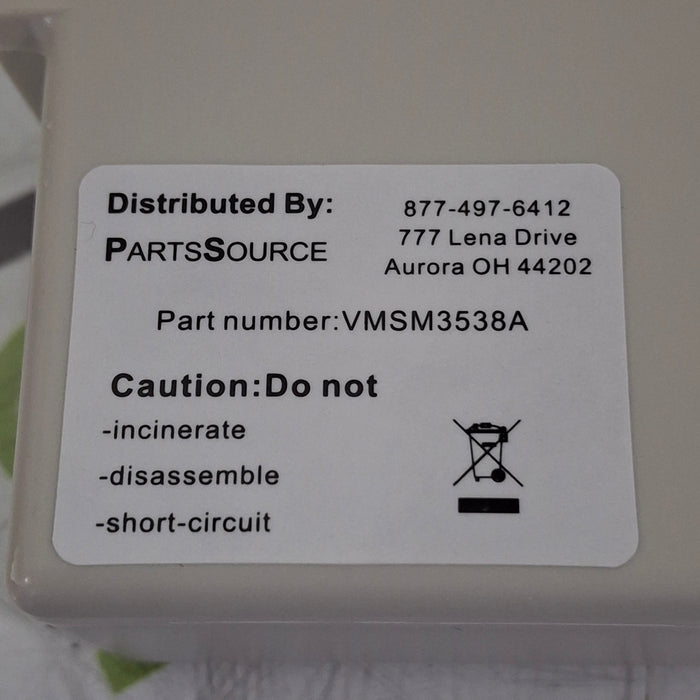 Distributed By:
PARTSSOURCE
877-497-6412
777 Lena Drive
Aurora OH 44202
Part number:VMSM3538A
Caution:Do not
-incinerate
-disassemble
-short-circuit